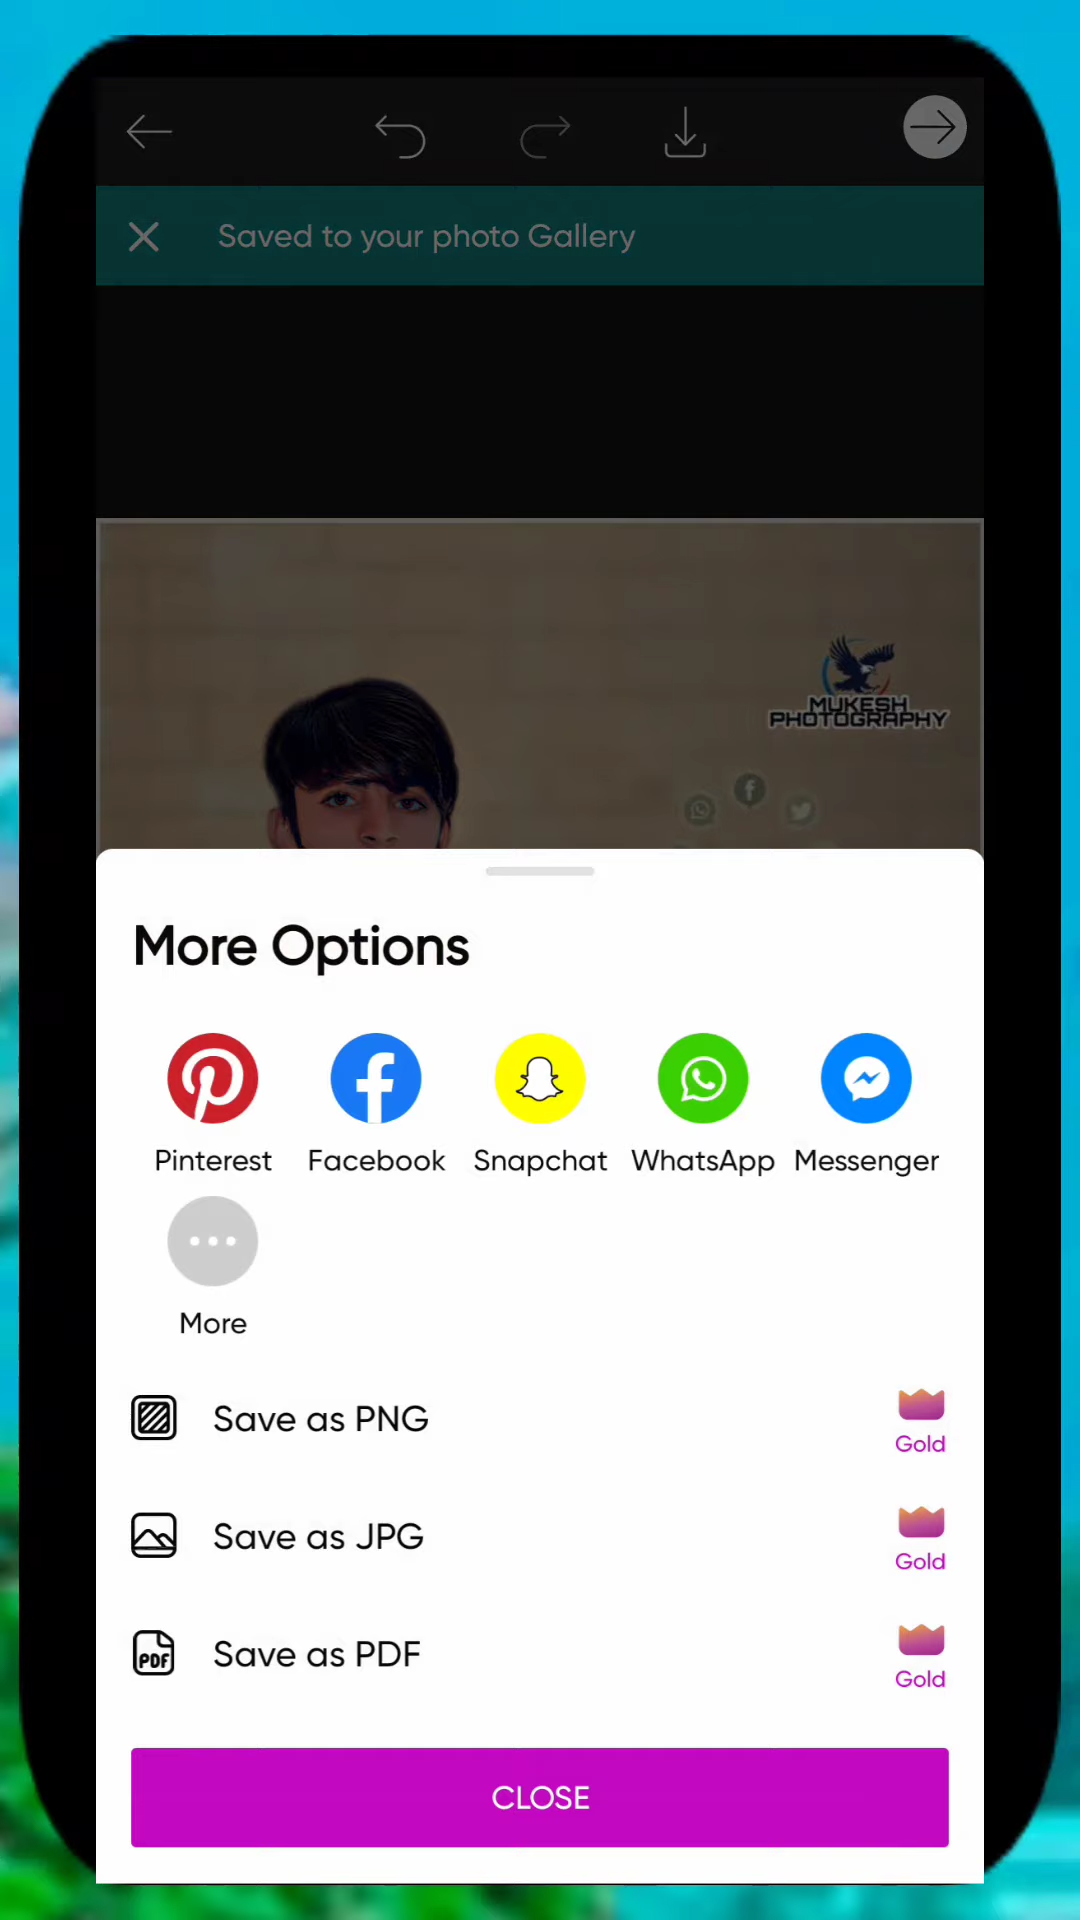 Saved to your photo Gallery
MUKESH
PHOTOGRAPHY
More Options
Pinterest Facebook Snapchat WhatsApp Messenger
More
Save as PNG Gold
Save as JPG Gold
PDF Save as PDF Gold
CLOSE